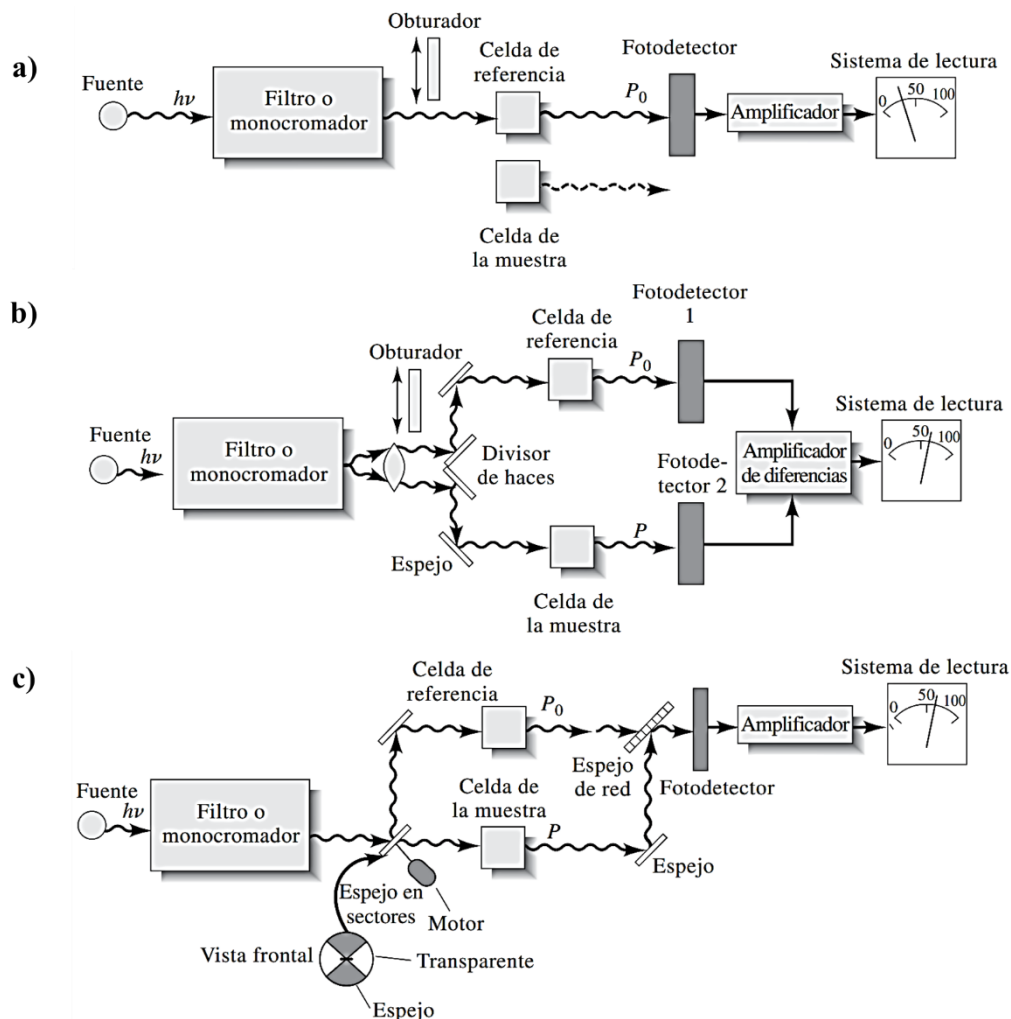 a)
Fuente
hν
Filtro o
monocromador
Obturador
Celda de
referencia
P0
Fotodetector
Amplificador
Sistema de lectura
0 50 100
Celda de
la muestra
b)
Fuente
hν
Filtro o
monocromador
Obturador
Divisor
de haces
Espejo
Celda de
referencia
P0
Fotodetector
1
Celda de
la muestra
P
Fotode-
tector 2
Amplificador
de diferencias
Sistema de lectura
0 50 100
c)
Fuente
hν
Filtro o
monocromador
Celda de
referencia
P0
Celda de
la muestra
P
Espejo
de red
Fotodetector
Amplificador
Sistema de lectura
0 50 100
Espejo
Espejo en
sectores
Motor
Vista frontal
Transparente
Espejo